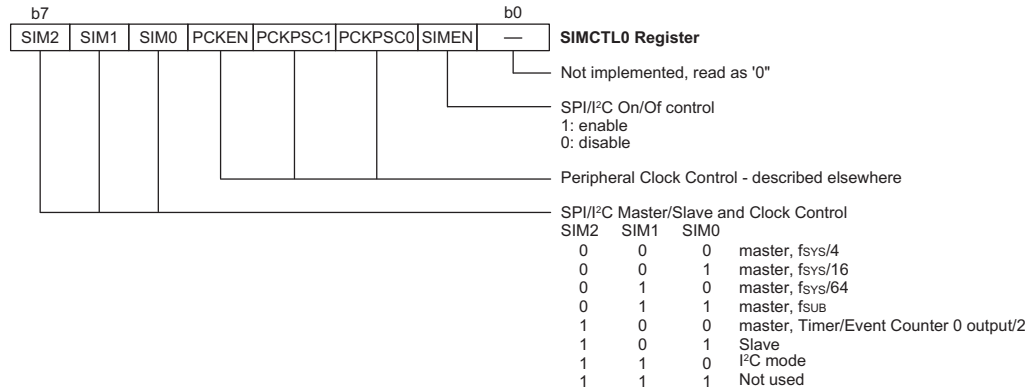 b7 b0
SIM2 SIM1 SIM0 PCKEN PCKPSC1 PCKPSC0 SIMEN — SIMCTL0 Register
Not implemented, read as '0"
SPI/I²C On/Of control
1: enable
0: disable
Peripheral Clock Control - described elsewhere
SPI/I²C Master/Slave and Clock Control
SIM2 SIM1 SIM0
0 0 0 master, fSYS/4
0 0 1 master, fSYS/16
0 1 0 master, fSYS/64
0 1 1 master, fSUB
1 0 0 master, Timer/Event Counter 0 output/2
1 0 1 Slave
1 1 0 I²C mode
1 1 1 Not used